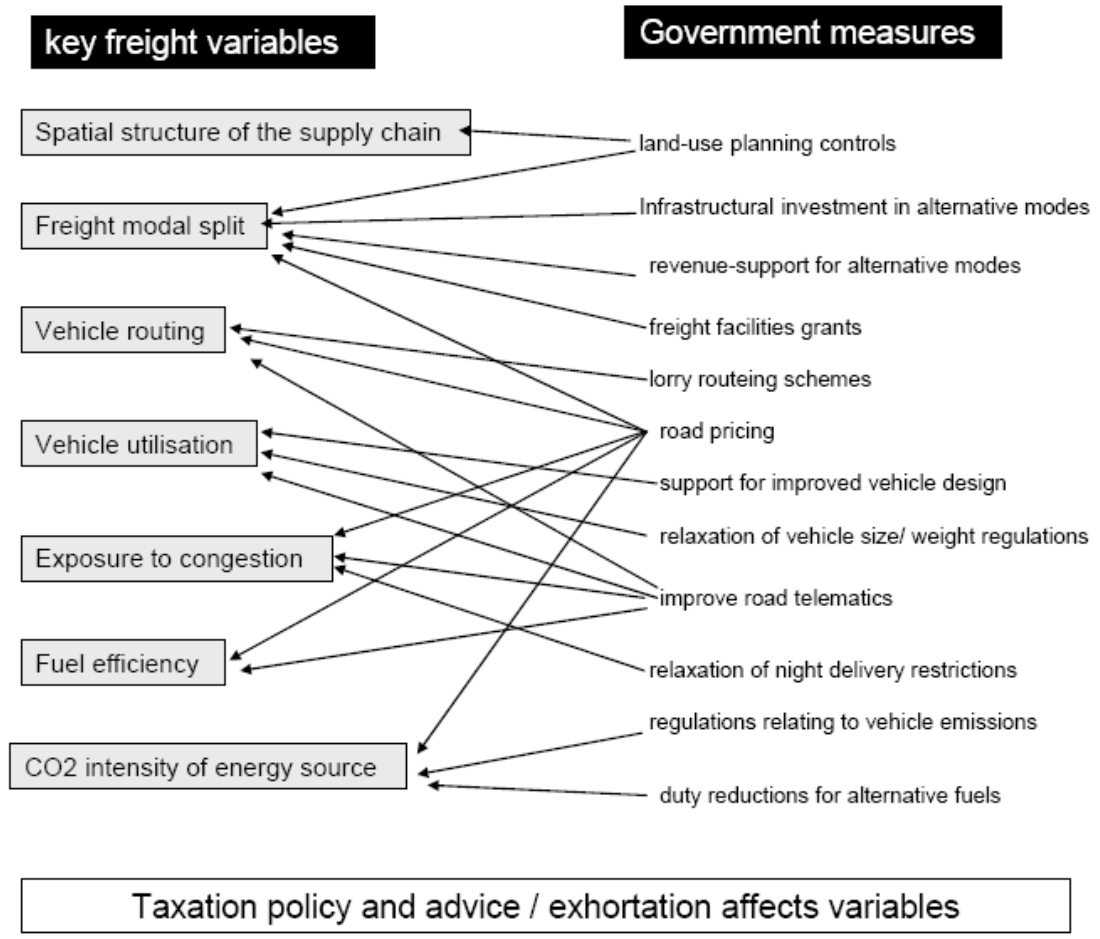 key freight variables
Government measures
Spatial structure of the supply chain
land-use planning controls
Freight modal split
Infrastructural investment in alternative modes
revenue-support for alternative modes
Vehicle routing
freight facilities grants
lorry routeing schemes
Vehicle utilisation
road pricing
support for improved vehicle design
relaxation of vehicle size/ weight regulations
Exposure to congestion
improve road telematics
Fuel efficiency
relaxation of night delivery restrictions
regulations relating to vehicle emissions
CO2 intensity of energy source
duty reductions for alternative fuels
Taxation policy and advice / exhortation affects variables